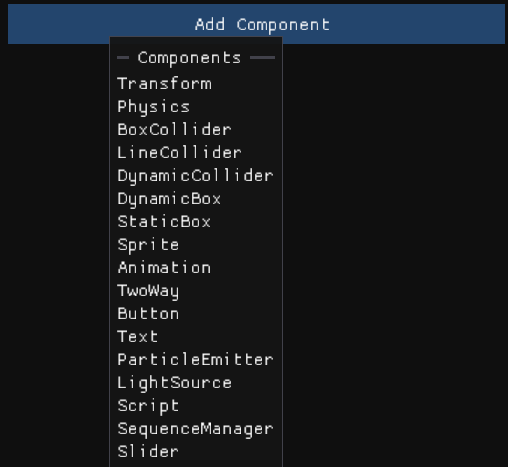 Add Component
Components
Transform
Physics
BoxCollider
LineCollider
DynamicCollider
DynamicBox
StaticBox
Sprite
Animation
TwoWay
Button
Text
ParticleEmitter
LightSource
Script
SequenceManager
Slider